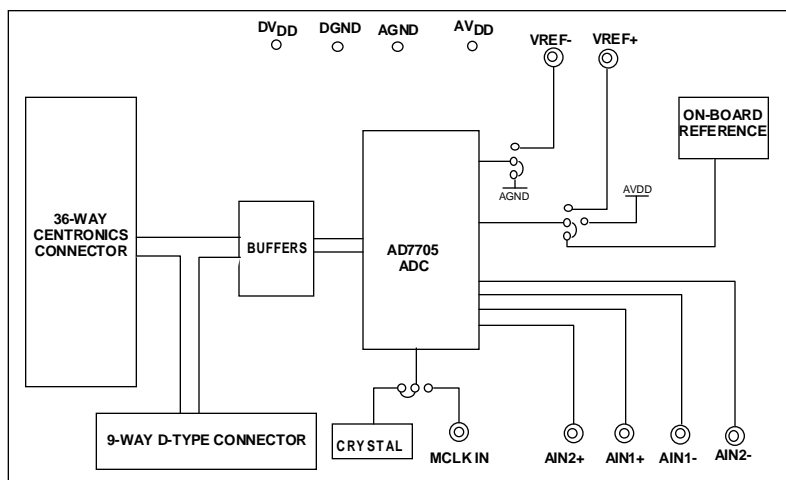 DVDD DGND AGND AVDD
VREF- VREF+
ON-BOARD
REFERENCE
AGND
AVDD
36-WAY
CENTRONICS
CONNECTOR
BUFFERS
AD7705
ADC
9-WAY D-TYPE CONNECTOR
CRYSTAL
MCLK IN
AIN2+ AIN1+ AIN1- AIN2-